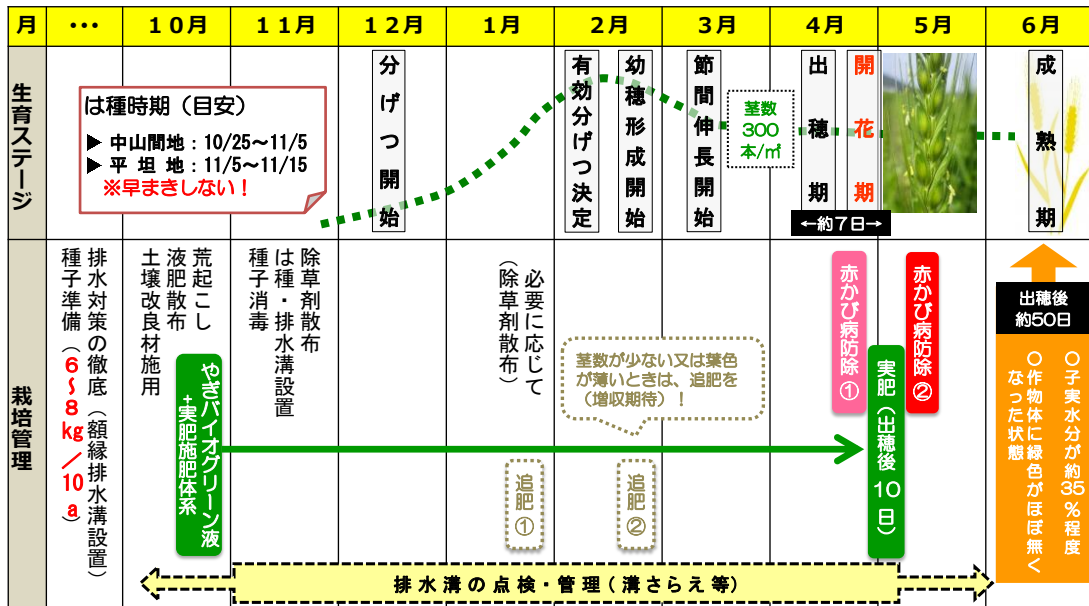 月 ･･･ 10月 11月 12月 1月 2月 3月 4月 5月 6月
生育ステージ
は種時期（目安）
▶ 中山間地：10/25～11/5
▶ 平 坦 地：11/5～11/15
※早まきしない！
分げつ開始
有効分げつ決定
幼穂形成開始
節間伸長開始
茎数
300
本/㎡
出穂期
開花期
←約7日→
成熟期
栽培管理
排水対策の徹底（額縁排水溝設置）
種子準備（６～８kg／10a）
荒起こし
液肥散布
土壌改良材施用
やぎバイオグリーン液
+実肥施肥体系
除草剤散布
は種・排水溝設置
種子消毒
必要に応じて
（除草剤散布）
茎数が少ない又は葉色
が薄いときは、追肥を
（増収期待）！
追肥①
追肥②
赤かび病防除①
実肥（出穂後10日）
赤かび病防除②
出穂後
約50日
○子実水分が約35％程度
○作物体に緑色がほぼ無く
なった状態
排水溝の点検・管理(溝さらえ等)